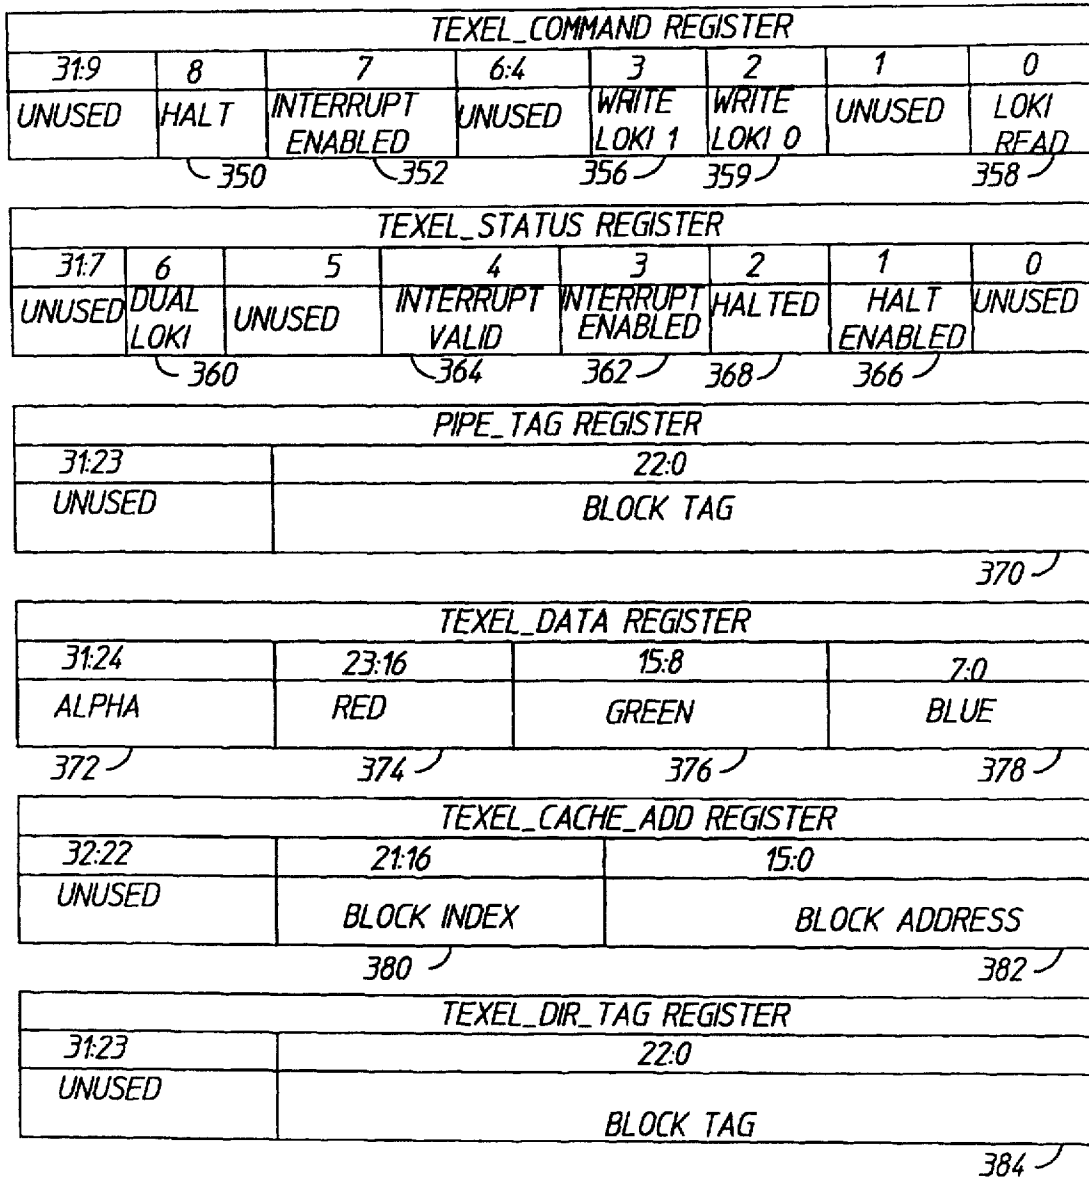 TEXEL_COMMAND REGISTER
31:9 8 7 6:4 3 2 1 0
UNUSED HALT INTERRUPT ENABLED UNUSED WRITE LOKI 1 WRITE LOKI 0 UNUSED LOKI READ
350 352 356 359 358
TEXEL_STATUS REGISTER
31:7 6 5 4 3 2 1 0
UNUSED DUAL LOKI UNUSED INTERRUPT VALID INTERRUPT ENABLED HALTED HALT ENABLED UNUSED
360 364 362 368 366
PIPE_TAG REGISTER
31:23 22:0
UNUSED BLOCK TAG
370
TEXEL_DATA REGISTER
31:24 23:16 15:8 7:0
ALPHA RED GREEN BLUE
372 374 376 378
TEXEL_CACHE_ADD REGISTER
32:22 21:16 15:0
UNUSED BLOCK INDEX BLOCK ADDRESS
380 382
TEXEL_DIR_TAG REGISTER
31:23 22:0
UNUSED BLOCK TAG
384